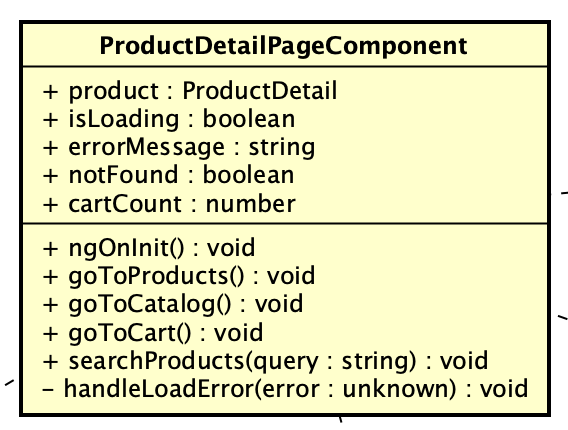 ProductDetailPageComponent
+ product : ProductDetail
+ isLoading : boolean
+ errorMessage : string
+ notFound : boolean
+ cartCount : number
+ ngOnInit() : void
+ goToProducts() : void
+ goToCatalog() : void
+ goToCart() : void
+ searchProducts(query : string) : void
- handleLoadError(error : unknown) : void